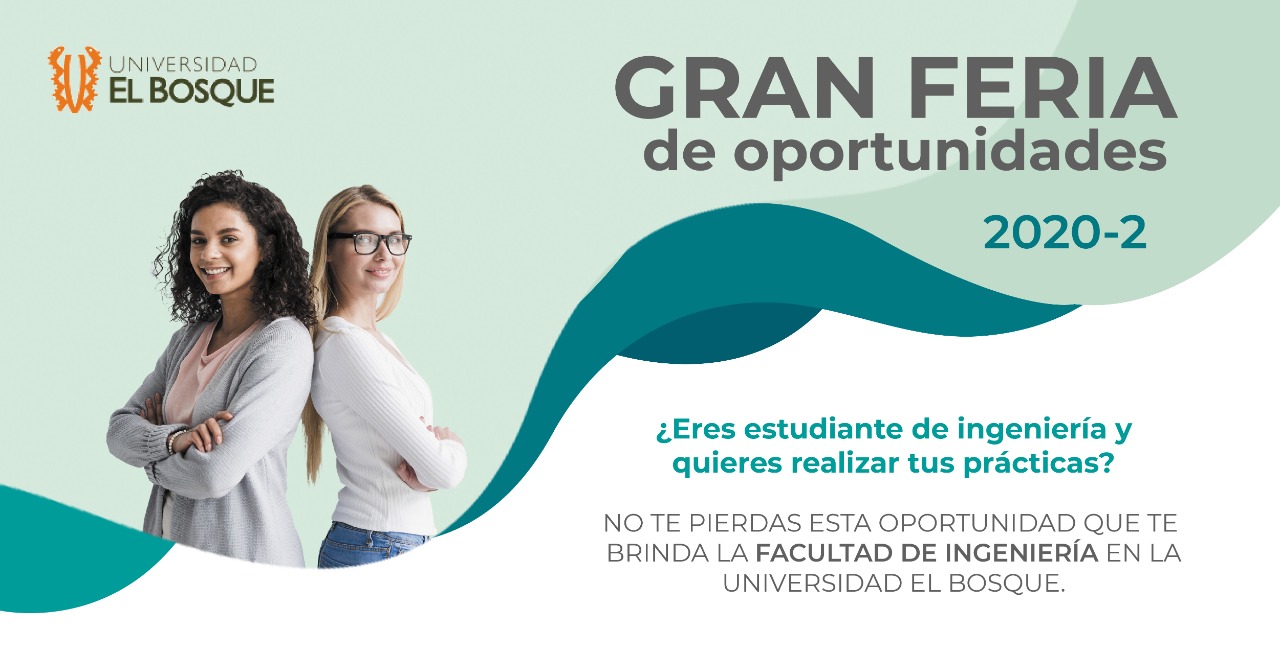 UNIVERSIDAD
EL BOSQUE
GRAN FERIA
de oportunidades
2020-2
¿Eres estudiante de ingeniería y
quieres realizar tus prácticas?
NO TE PIERDAS ESTA OPORTUNIDAD QUE TE
BRINDA LA FACULTAD DE INGENIERÍA EN LA
UNIVERSIDAD EL BOSQUE.